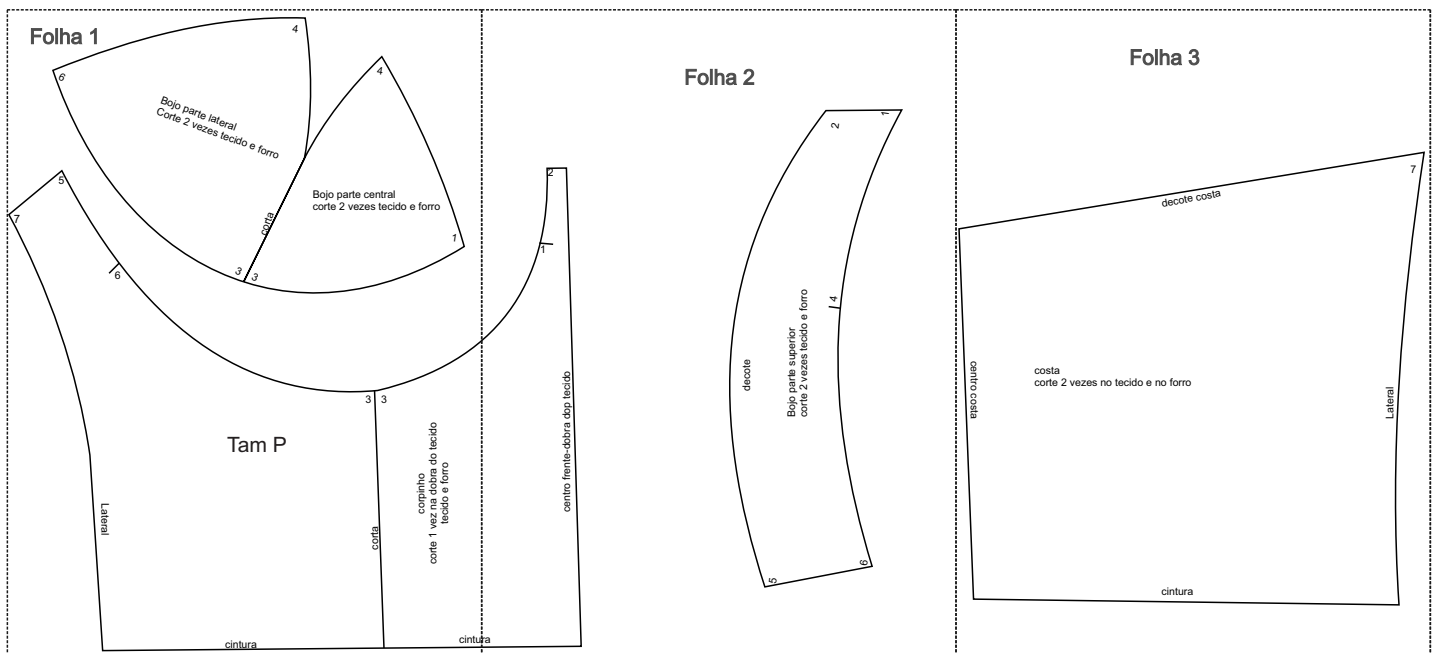 Folha 1
4
6
Bojo parte lateral
Corte 2 vezes tecido e forro
4
Bojo parte central
corte 2 vezes tecido e forro
corta
1
3
3
5
7
6
2
1
3
3
Tam P
Lateral
corta
corpinho
corte 1 vez na dobra do tecido
tecido e forro
centro frente-dobra dop tecido
cintura
cintura
Folha 2
2
1
4
decote
Bojo parte superior
corte 2 vezes tecido e forro
5
6
Folha 3
7
decote costa
centro costa
costa
corte 2 vezes no tecido e no forro
Lateral
cintura